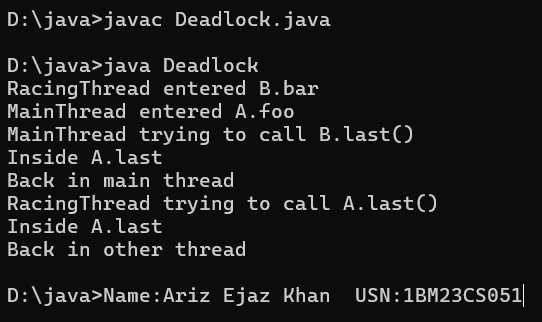 D:\java>javac Deadlock.java
D:\java>java Deadlock
RacingThread entered B.bar
MainThread entered A.foo
MainThread trying to call B.last()
Inside A.last
Back in main thread
RacingThread trying to call A.last()
Inside A.last
Back in other thread
D:\java>Name:Ariz Ejaz Khan  USN:1BM23CS051